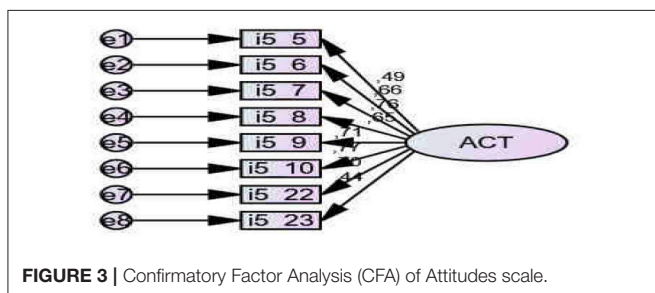 e1 i5 5
e2 i5 6
e3 i5 7
e4 i5 8
e5 i5 9
e6 i5 10
e7 i5 22
e8 i5 23
,49
,66
,76
,65
,71
,77
,44
ACT
FIGURE 3 | Confirmatory Factor Analysis (CFA) of Attitudes scale.